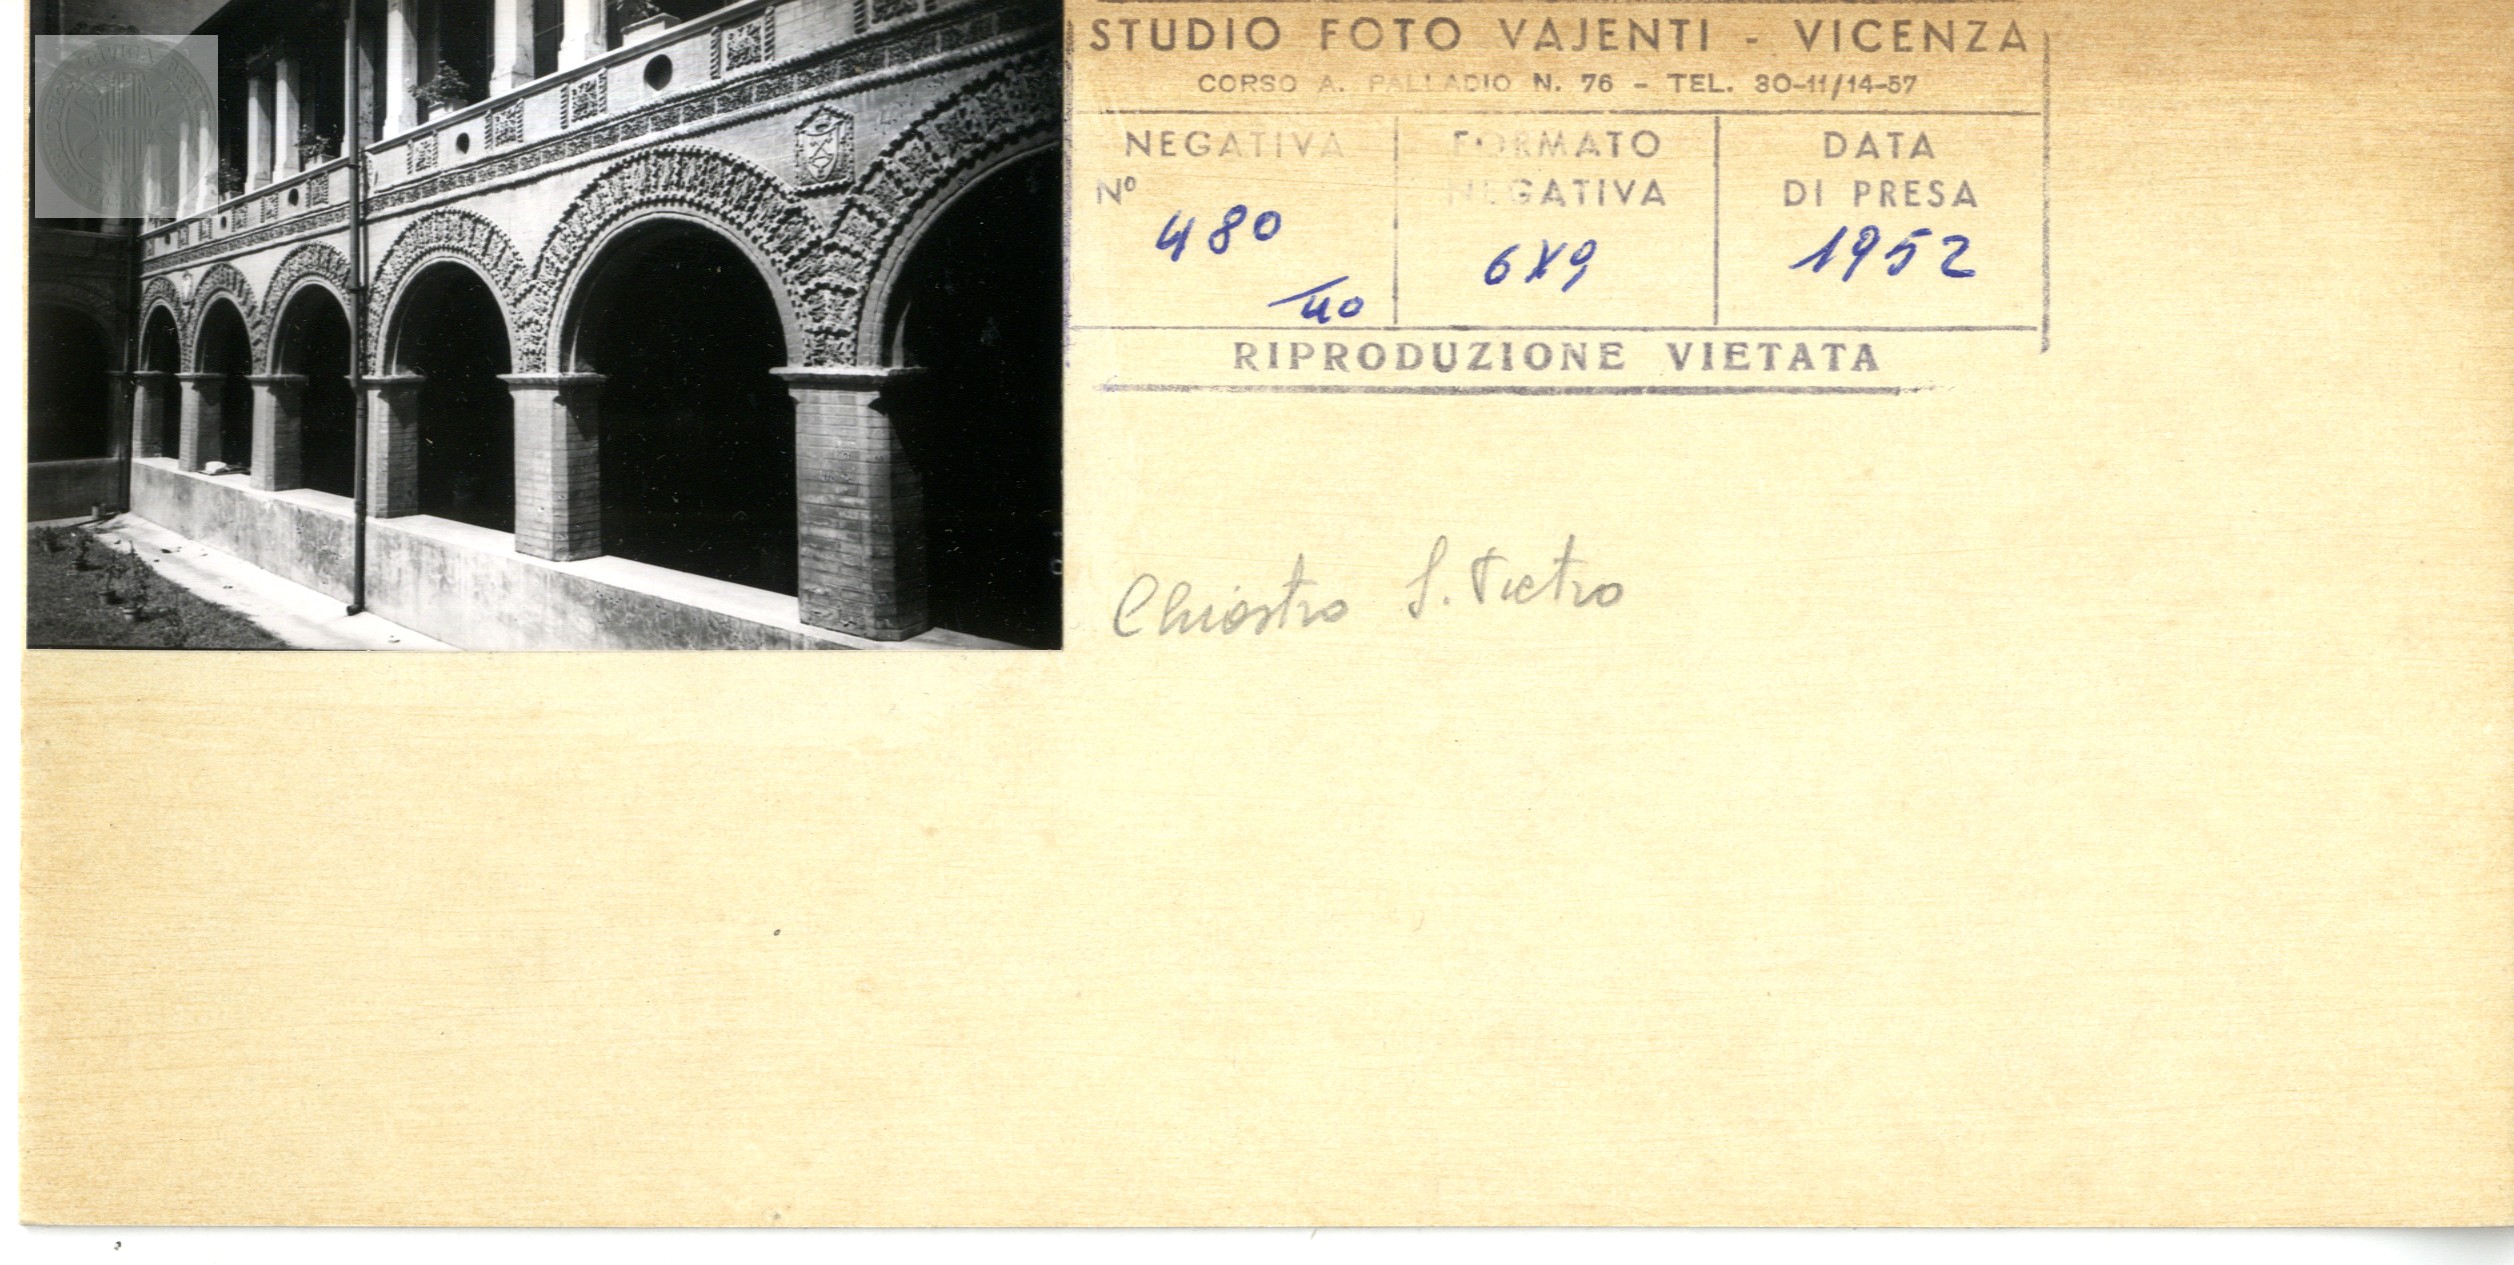 STUDIO FOTO VAJENTI - VICENZA
CORSO A. PALLADIO N. 76 - TEL. 30-11/14-57
NEGATIVA
Nº
480
/40
FORMATO
NEGATIVA
6X9
DATA
DI PRESA
1952
RIPRODUZIONE VIETATA
Chiostro S. Pietro